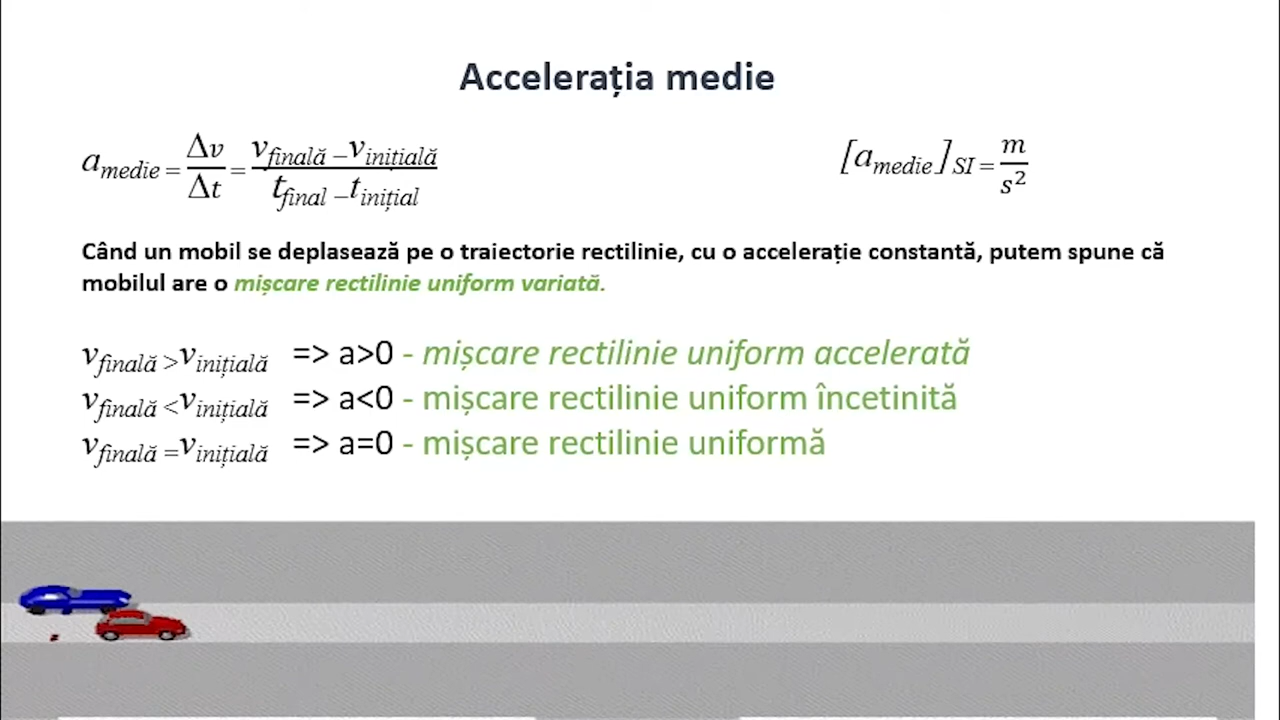 Accelerația medie
a_medie = Δv/Δt = (v_finală – v_inițială)/(t_final – t_inițial)
[a_medie]_SI = m/s²
Când un mobil se deplasează pe o traiectorie rectilinie, cu o accelerație constantă, putem spune că
mobilul are o mișcare rectilinie uniform variată.
v_finală > v_inițială => a>0 - mișcare rectilinie uniform accelerată
v_finală < v_inițială => a<0 - mișcare rectilinie uniform încetinită
v_finală = v_inițială => a=0 - mișcare rectilinie uniformă